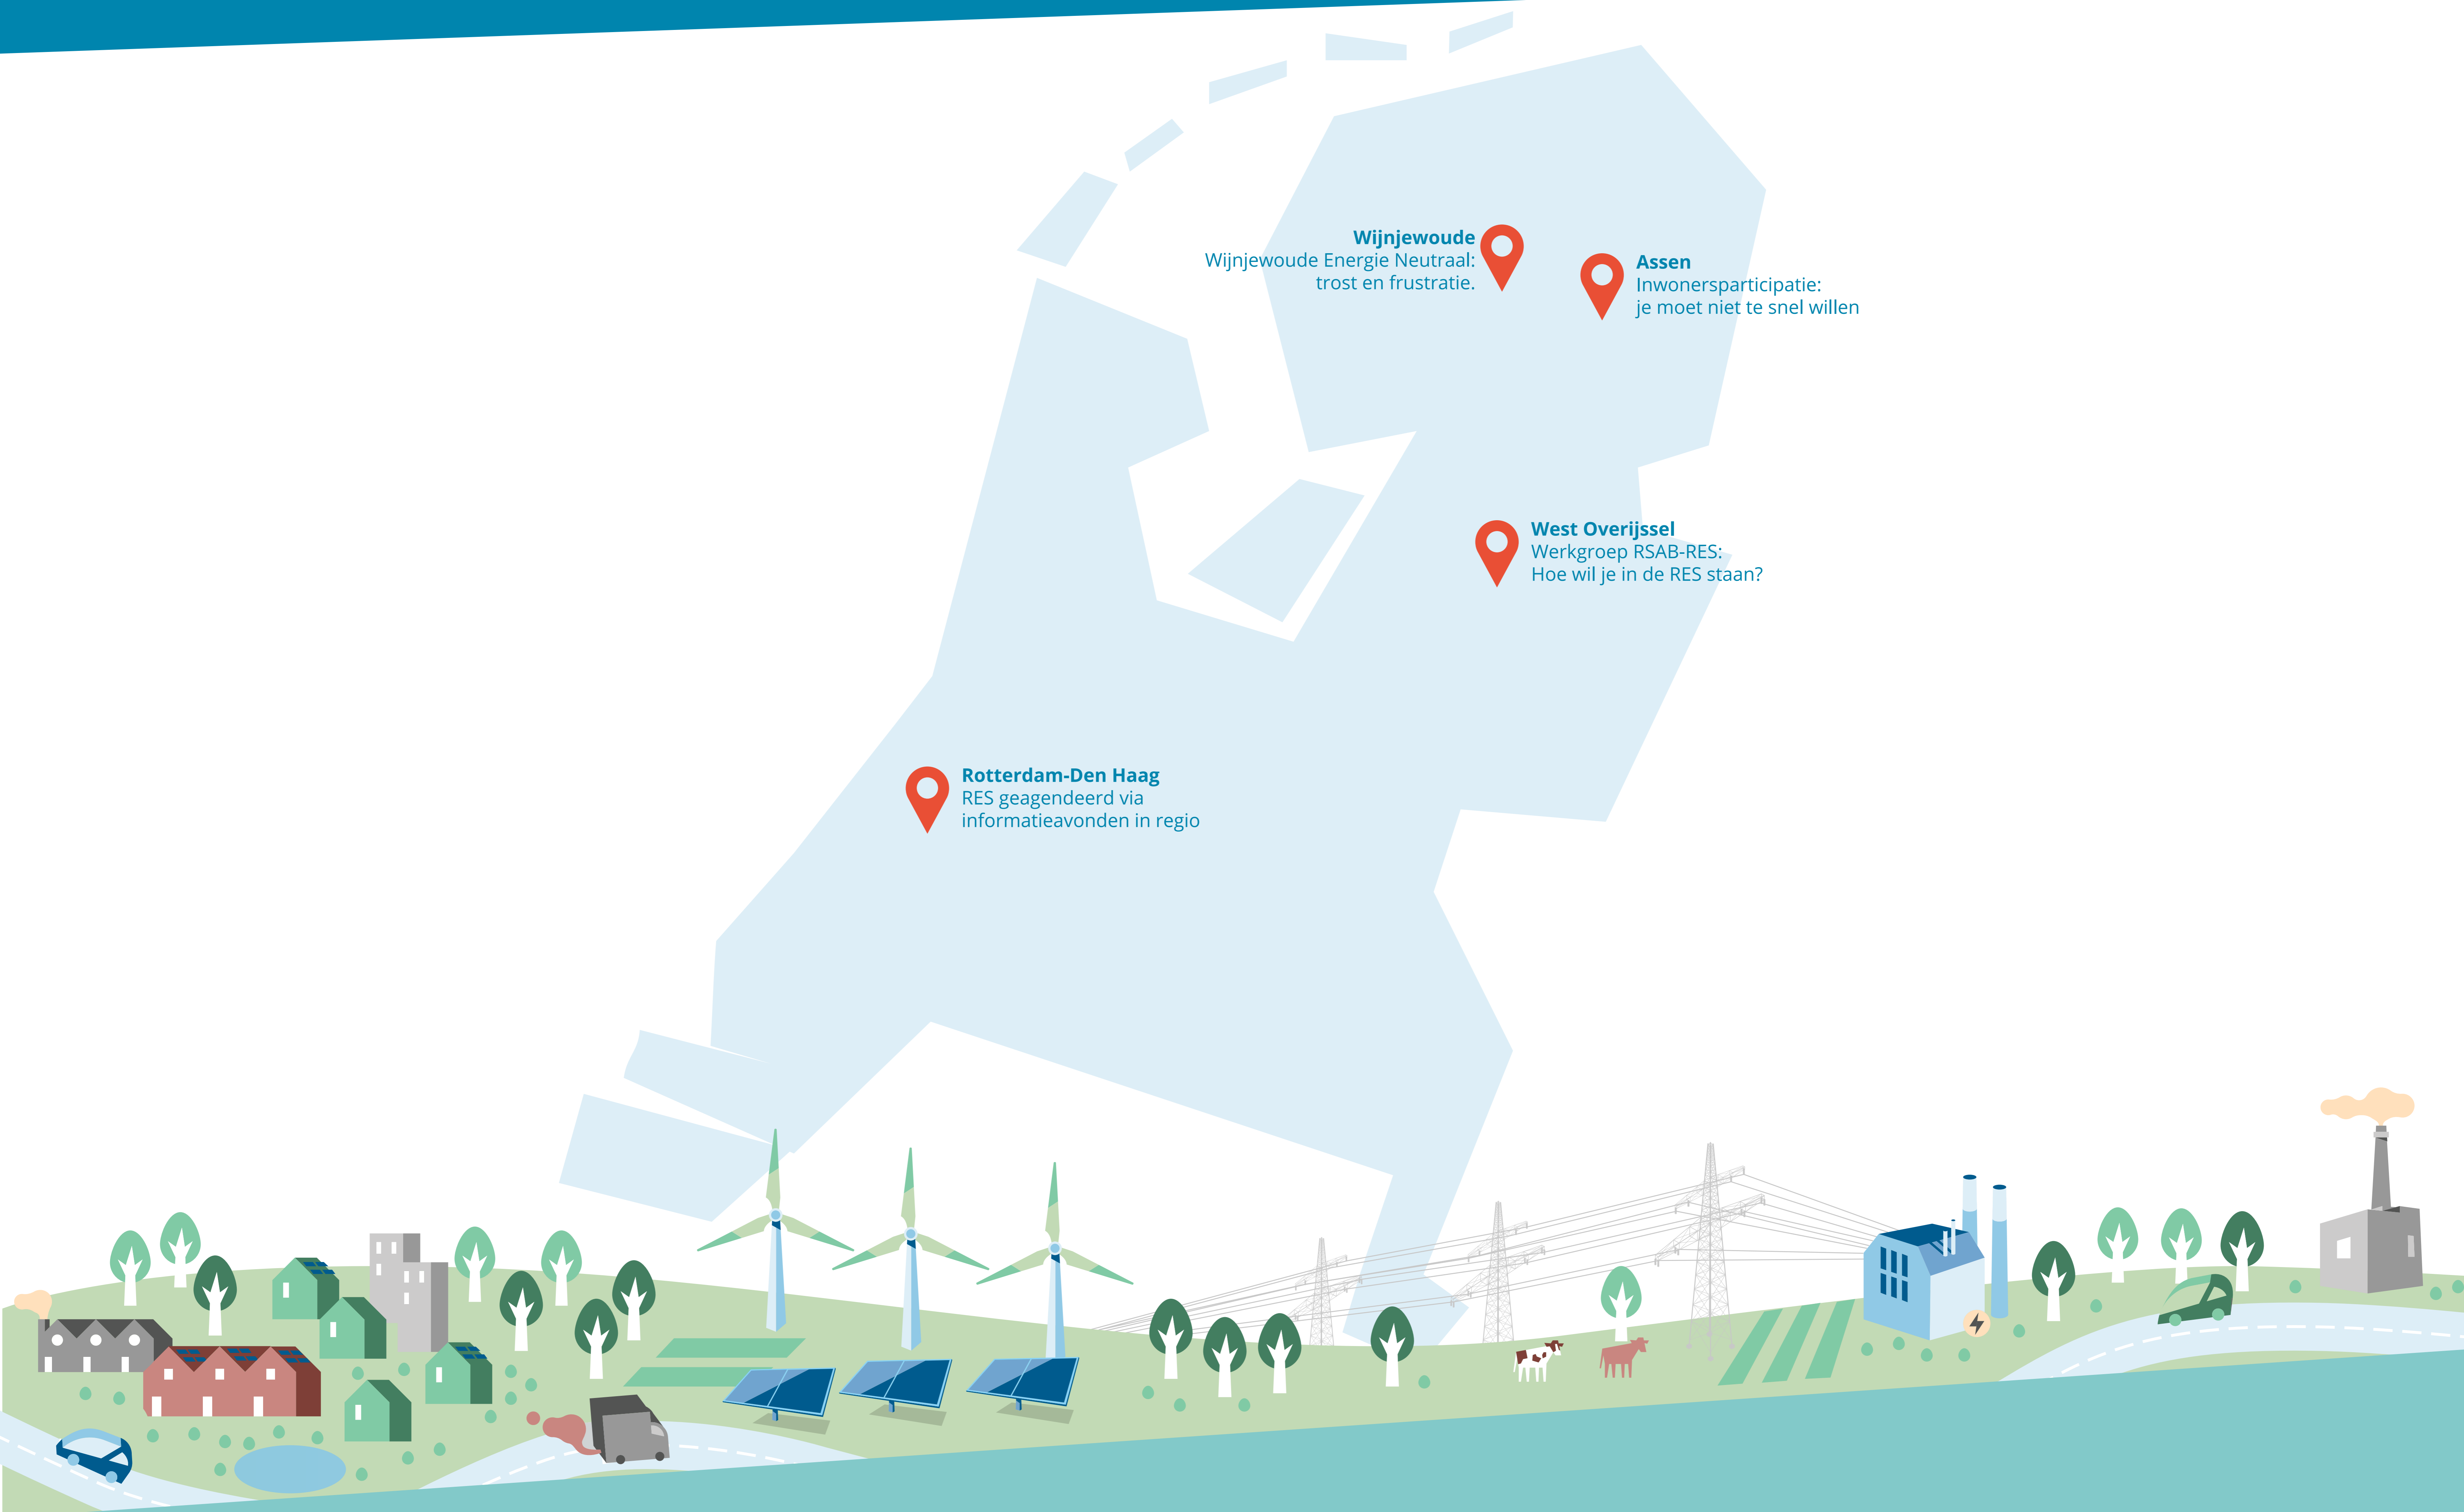 Wijnjewoude
Wijnjewoude Energie Neutraal:
trost en frustratie.
Assen
Inwonersparticipatie:
je moet niet te snel willen
West Overijssel
Werkgroep RSAB-RES:
Hoe wil je in de RES staan?
Rotterdam-Den Haag
RES geagendeerd via
informatieavonden in regio